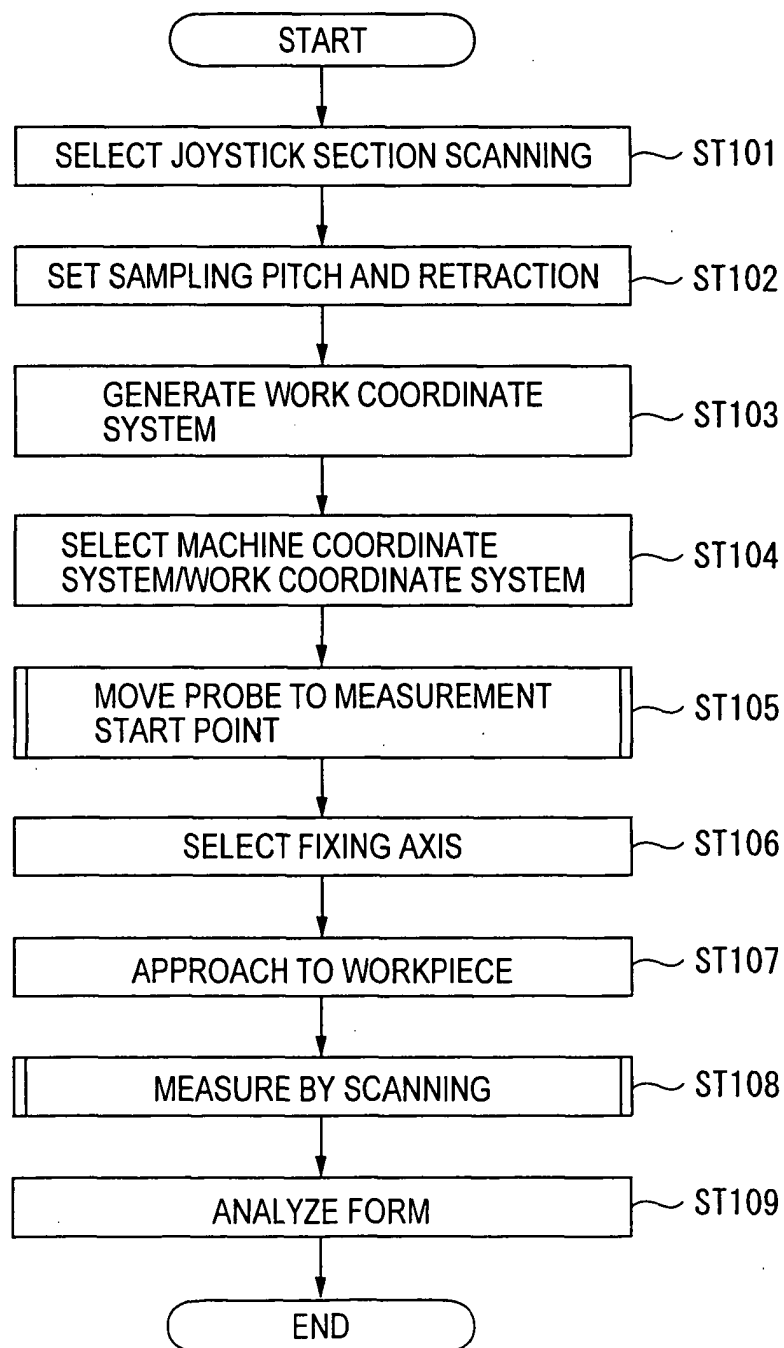 START
SELECT JOYSTICK SECTION SCANNING
ST101
SET SAMPLING PITCH AND RETRACTION
ST102
GENERATE WORK COORDINATE
SYSTEM
ST103
SELECT MACHINE COORDINATE
SYSTEM/WORK COORDINATE SYSTEM
ST104
MOVE PROBE TO MEASUREMENT
START POINT
ST105
SELECT FIXING AXIS
ST106
APPROACH TO WORKPIECE
ST107
MEASURE BY SCANNING
ST108
ANALYZE FORM
ST109
END